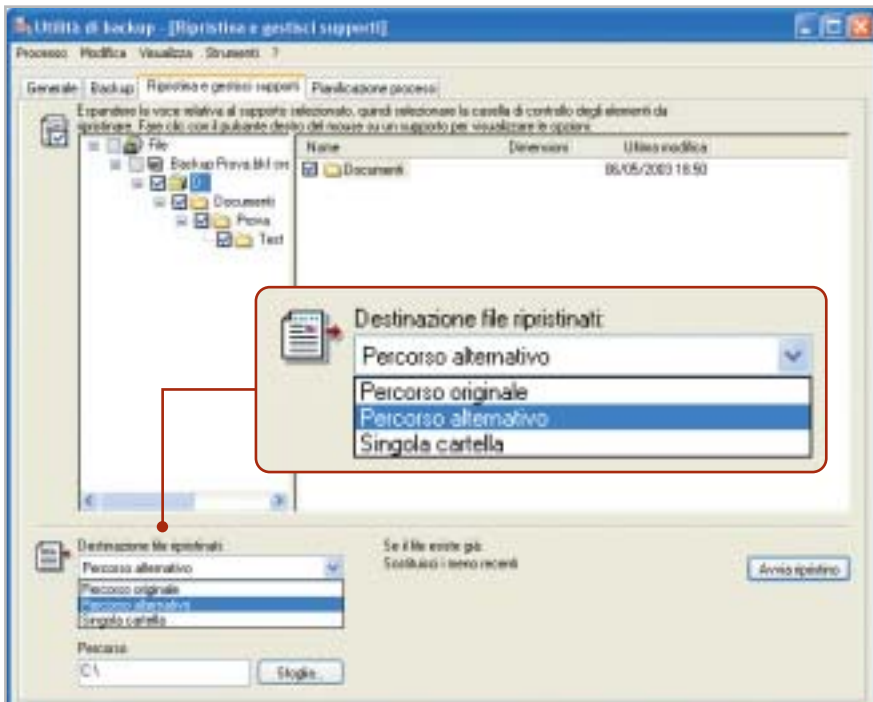 Utilità di backup - [Ripristina e gestisci supporti]
Processo Modifica Visualizza Strumenti ?
Generale Backup Ripristina e gestisci supporti Pianificazione processi
Espandere la voce relativa al supporto selezionato, quindi selezionare la casella di controllo degli elementi da
ripristinare. Fare clic con il pulsante destro del mouse su un supporto per visualizzare le opzioni.
File
Backup Prova.bkf cre
D:
Documenti
Prova
Test
Nome Dimensioni Ultima modifica
Documenti 06/05/2003 16.50
Destinazione file ripristinati:
Percorso alternativo
Percorso originale
Percorso alternativo
Singola cartella
Destinazione file ripristinati:
Percorso alternativo
Percorso originale
Percorso alternativo
Singola cartella
Se il file esiste già:
Sostituisci i meno recenti
Avvia ripristino
Percorso
C:\
Sfoglia...